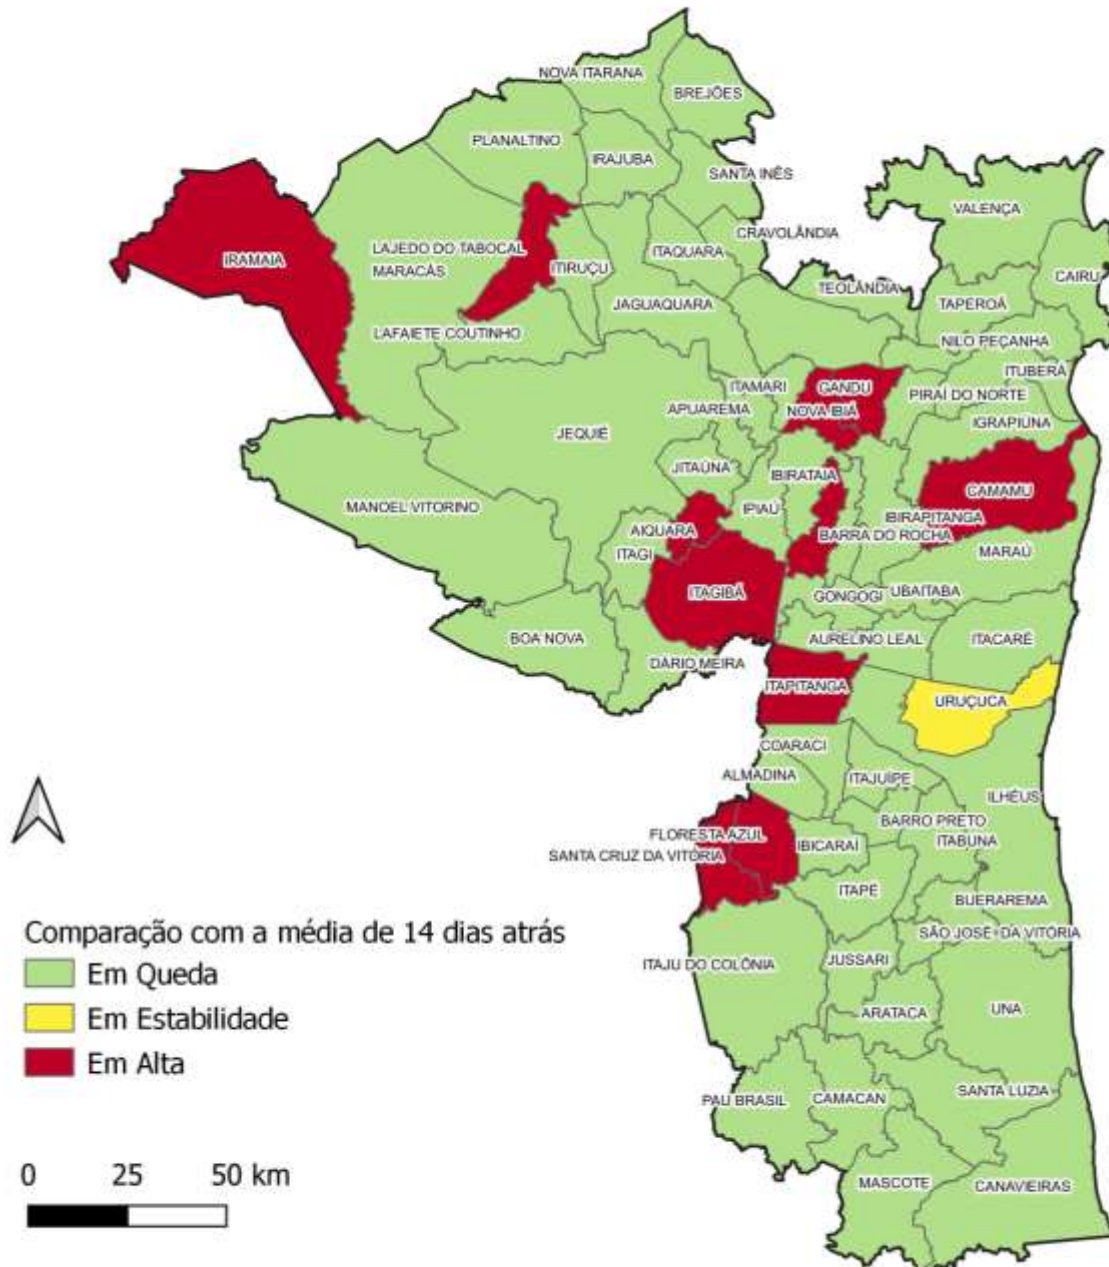 NOVA ITARANA
BREJÕES
PLANALTINO
IRAJUBA
SANTA INÊS
VALENÇA
CRAVOLÂNDIA
LAJEDO DO TABOCAL
ITAQUARA
IRAMAIA
MARACÁS
ITIRUÇU
CAIRU
TEOLÂNDIA
JAGUAQUARA
TAPEROÁ
LAFAIETE COUTINHO
NILO PEÇANHA
ITUBERÁ
ITAMARI
GANDU
PIRAÍ DO NORTE
APUAREMA
NOVA IBIÁ
IGRAPIÚNA
JEQUIÉ
JITAÚNA
IBIRATAIA
CAMAMU
MANOEL VITORINO
IPIAÚ
IBIRAPITANGA
AIQUARA
BARRA DO ROCHA
ITAGI
MARAÚ
ITAGIBÁ
GONGOGI
UBAITABA
BOA NOVA
AURELINO LEAL
ITACARÉ
DÁRIO MEIRA
ITAPITANGA
URUÇUCA
COARACI
ALMADINA
ITAJUÍPE
ILHÉUS
BARRO PRETO
FLORESTA AZUL
IBICARAÍ
ITABUNA
SANTA CRUZ DA VITÓRIA
ITAPÉ
BUERAREMA
SÃO JOSÉ DA VITÓRIA
ITAJU DO COLÔNIA
JUSSARI
UNA
ARATACA
SANTA LUZIA
PAU BRASIL
CAMACAN
MASCOTE
CANAVIEIRAS
Comparação com a média de 14 dias atrás
Em Queda
Em Estabilidade
Em Alta
0 25 50 km